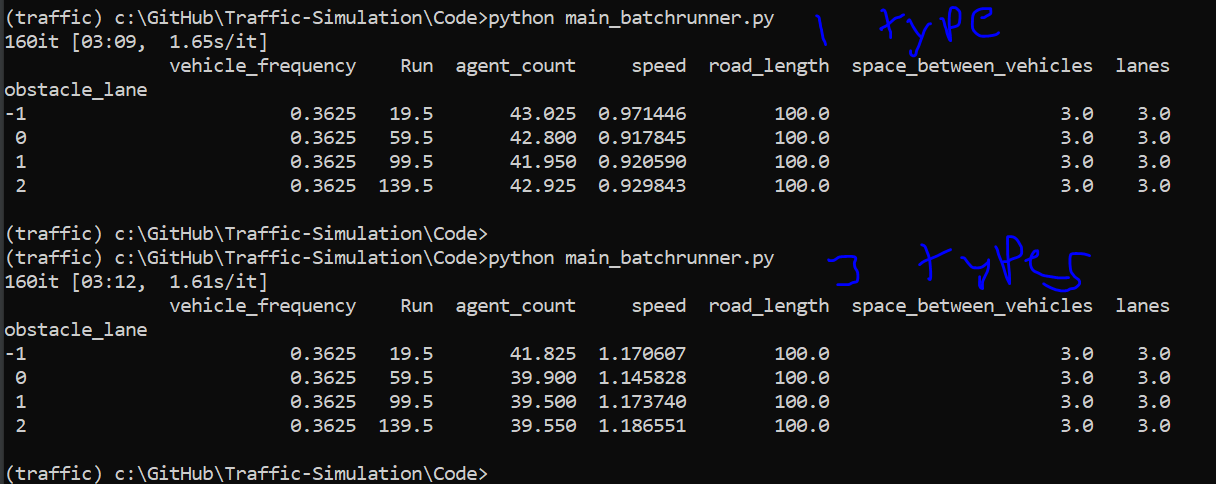 (traffic) c:\GitHub\Traffic-Simulation\Code>python main_batchrunner.py 1 type
160it [03:09, 1.65s/it]
vehicle_frequency Run agent_count speed road_length space_between_vehicles lanes
obstacle_lane
-1 0.3625 19.5 43.025 0.971446 100.0 3.0 3.0
0 0.3625 59.5 42.800 0.917845 100.0 3.0 3.0
1 0.3625 99.5 41.950 0.920590 100.0 3.0 3.0
2 0.3625 139.5 42.925 0.929843 100.0 3.0 3.0
(traffic) c:\GitHub\Traffic-Simulation\Code>
(traffic) c:\GitHub\Traffic-Simulation\Code>python main_batchrunner.py 3 types
160it [03:12, 1.61s/it]
vehicle_frequency Run agent_count speed road_length space_between_vehicles lanes
obstacle_lane
-1 0.3625 19.5 41.825 1.170607 100.0 3.0 3.0
0 0.3625 59.5 39.900 1.145828 100.0 3.0 3.0
1 0.3625 99.5 39.500 1.173740 100.0 3.0 3.0
2 0.3625 139.5 39.550 1.186551 100.0 3.0 3.0
(traffic) c:\GitHub\Traffic-Simulation\Code>